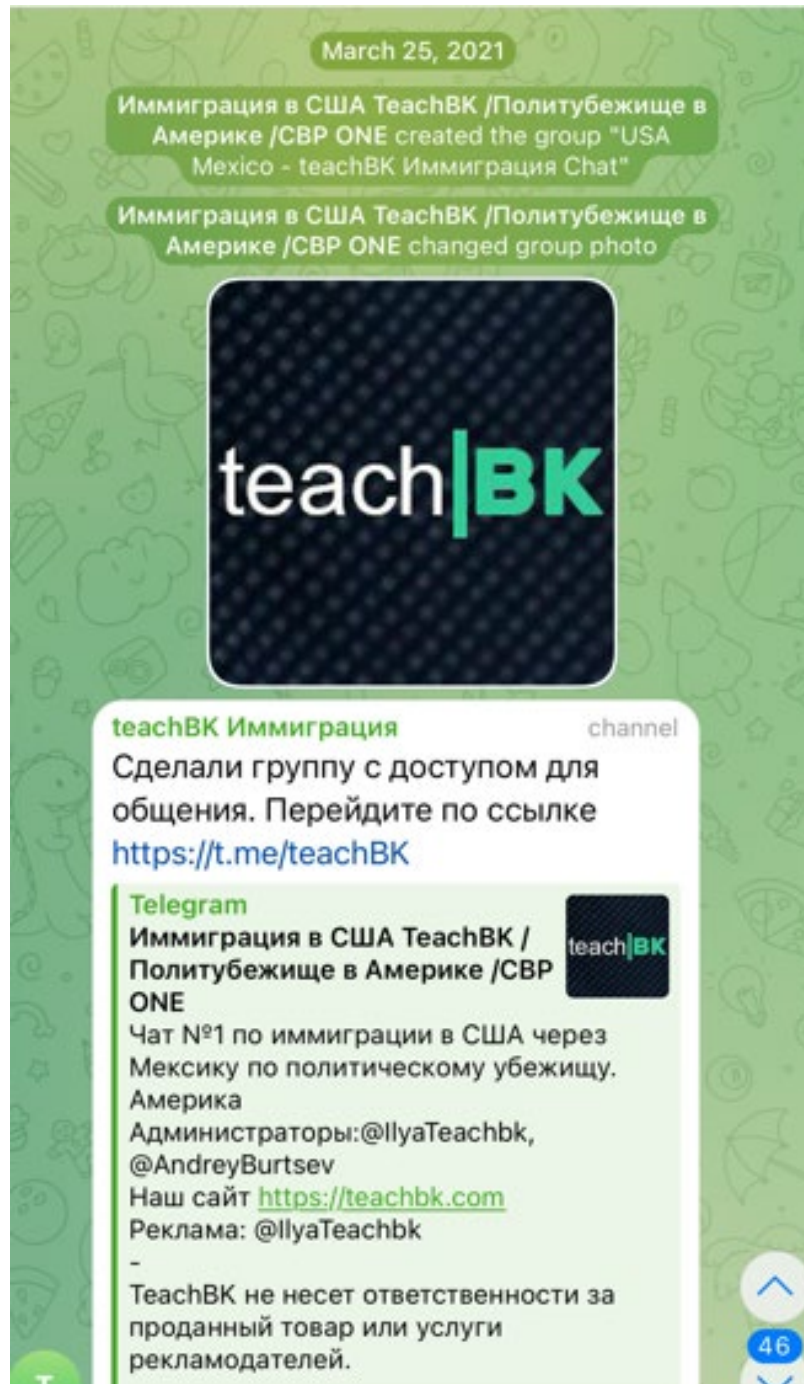 March 25, 2021
Иммиграция в США TeachBK /Политубежище в
Америке /CBP ONE created the group "USA
Mexico - teachBK Иммиграция Chat"
Иммиграция в США TeachBK /Политубежище в
Америке /CBP ONE changed group photo
teach|BK
teachBK Иммиграция channel
Сделали группу с доступом для
общения. Перейдите по ссылке
https://t.me/teachBK
Telegram
Иммиграция в США TeachBK /
Политубежище в Америке /CBP
ONE
teach|BK
Чат №1 по иммиграции в США через
Мексику по политическому убежищу.
Америка
Администраторы:@IlyaTeachbk,
@AndreyBurtsev
Наш сайт https://teachbk.com
Реклама: @IlyaTeachbk
-
TeachBK не несет ответственности за
проданный товар или услуги
рекламодателей.
46
T